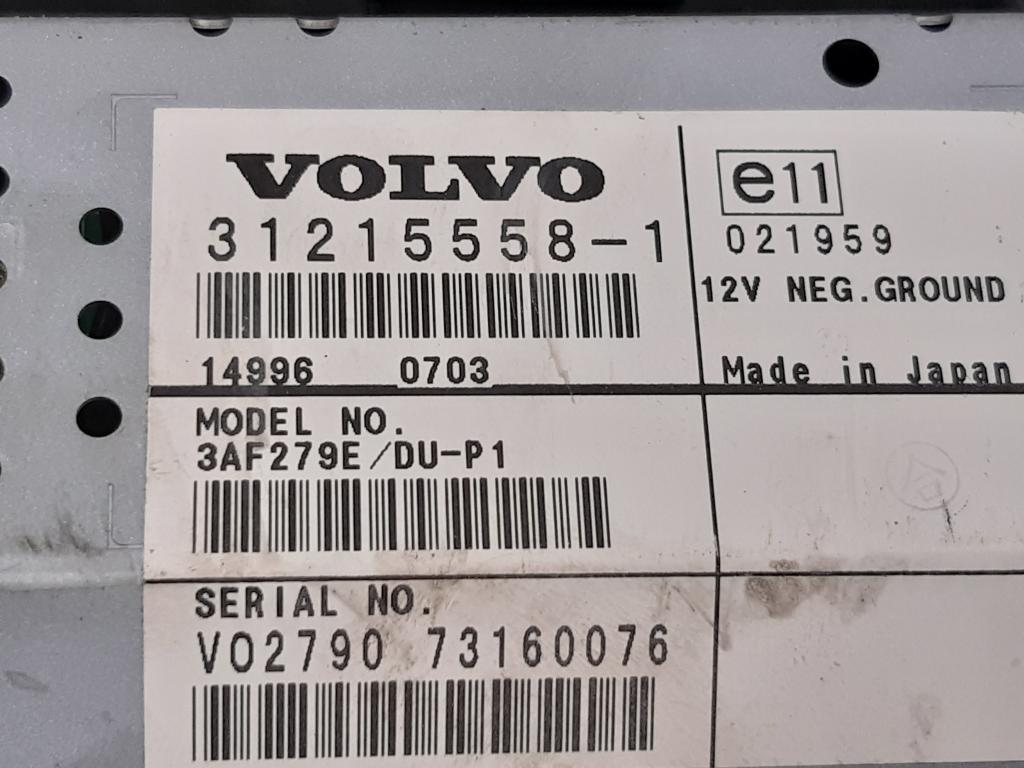 VOLVO
31215558-1
14996 0703
e11
021959
12V NEG.GROUND
Made in Japan
MODEL NO.
3AF279E/DU-P1
SERIAL NO.
V02790 73160076